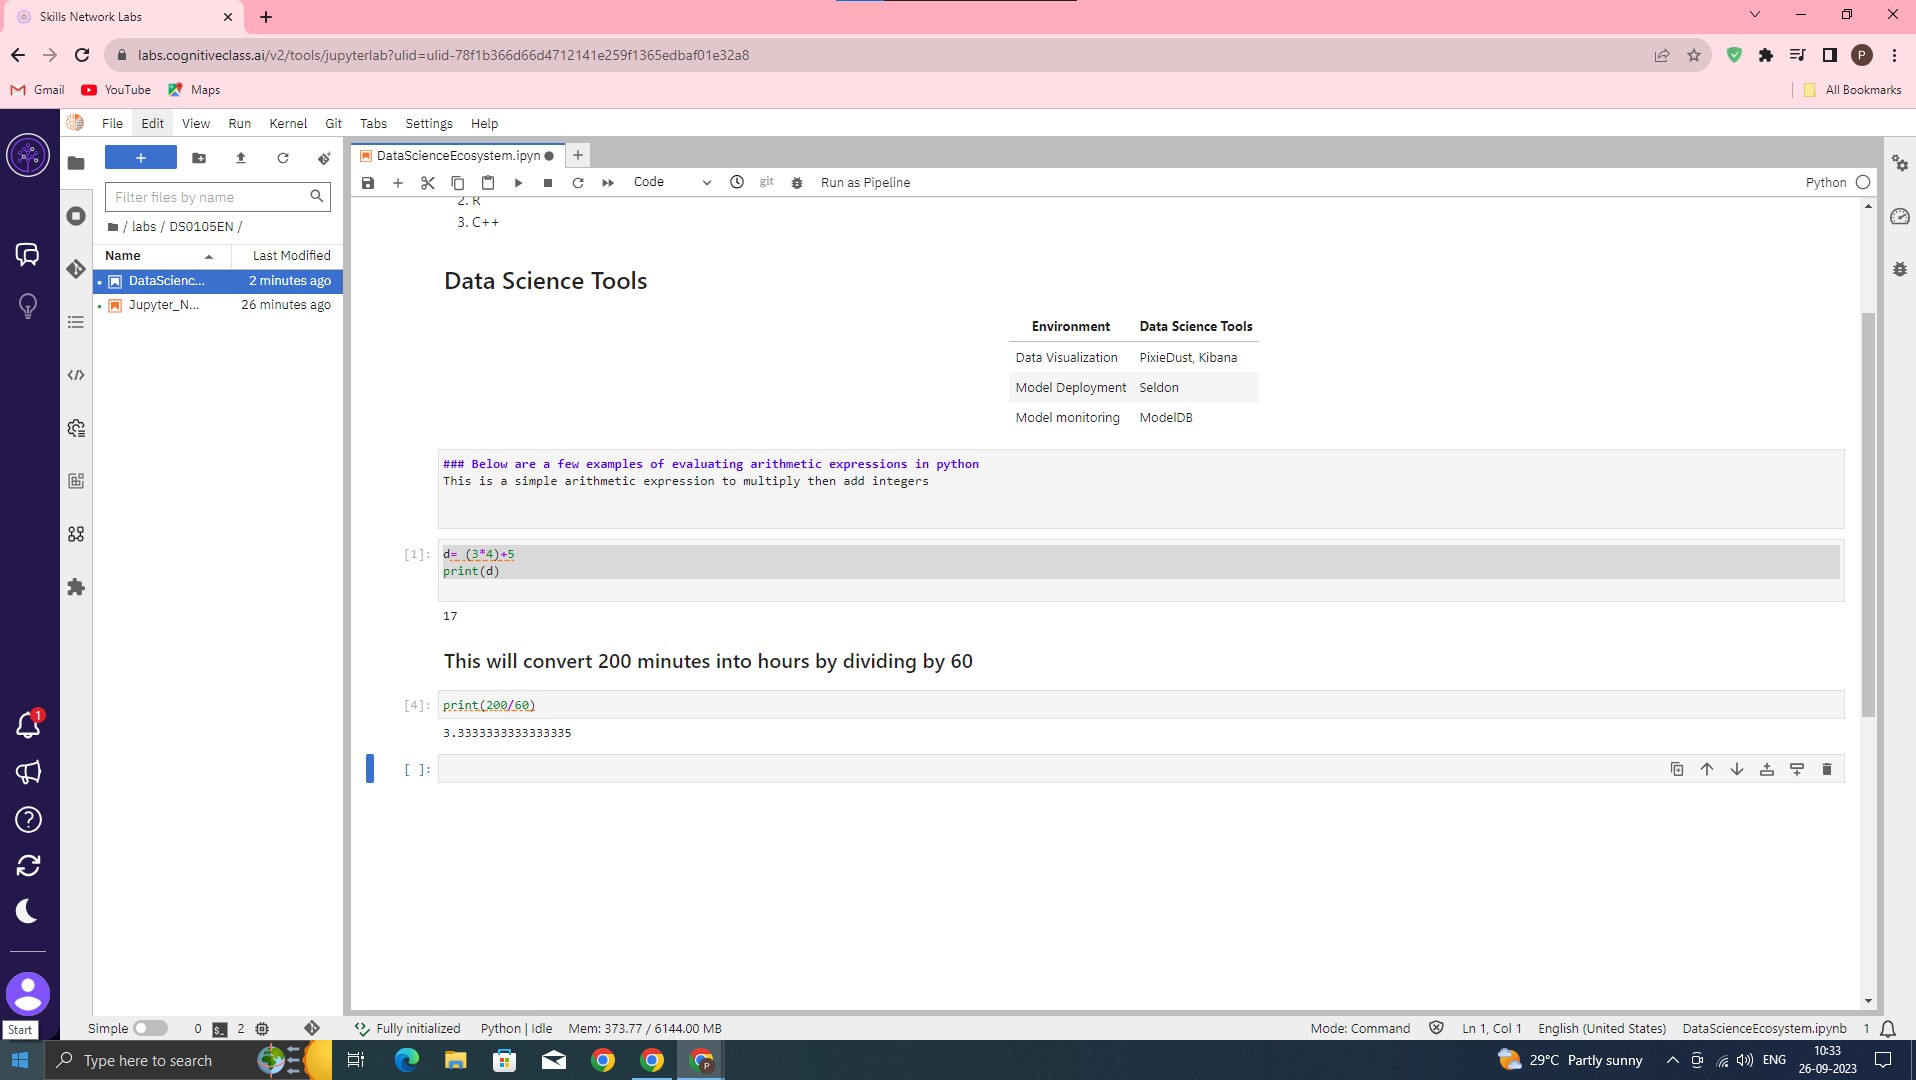 Skills Network Labs
labs.cognitiveclass.ai/v2/tools/jupyterlab?ulid=ulid-78f1b366d66d4712141e259f1365edbaf01e32a8
P
Gmail YouTube Maps All Bookmarks
File Edit View Run Kernel Git Tabs Settings Help
DataScienceEcosystem.ipyn
Code git Run as Pipeline Python
Filter files by name
/ labs / DS0105EN /
Name Last Modified
DataScienc... 2 minutes ago
Jupyter_N... 26 minutes ago
2. R
3. C++
Data Science Tools
Environment Data Science Tools
Data Visualization PixieDust, Kibana
Model Deployment Seldon
Model monitoring ModelDB
### Below are a few examples of evaluating arithmetic expressions in python
This is a simple arithmetic expression to multiply then add integers
[1]: d= (3*4)+5
print(d)
17
This will convert 200 minutes into hours by dividing by 60
[4]: print(200/60)
3.3333333333333335
[ ]:
1
Start
Simple 0 2 Fully initialized Python | Idle Mem: 373.77 / 6144.00 MB Mode: Command Ln 1, Col 1 English (United States) DataScienceEcosystem.ipynb 1
Type here to search P 29°C Partly sunny ENG 10:33
26-09-2023